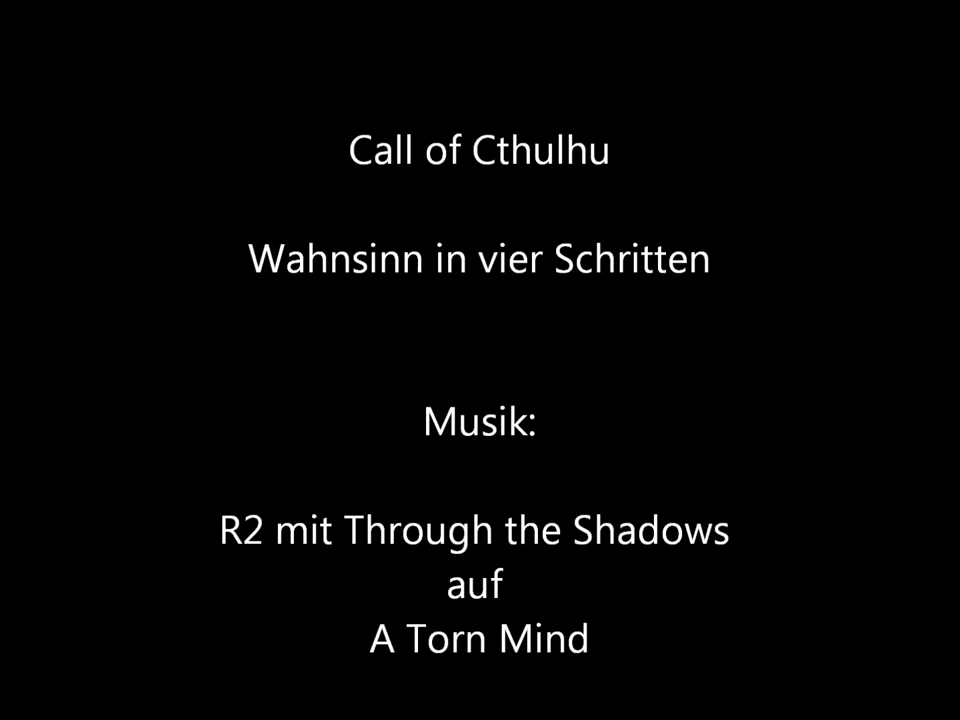 Call of Cthulhu
Wahnsinn in vier Schritten
Musik:
R2 mit Through the Shadows
auf
A Torn Mind